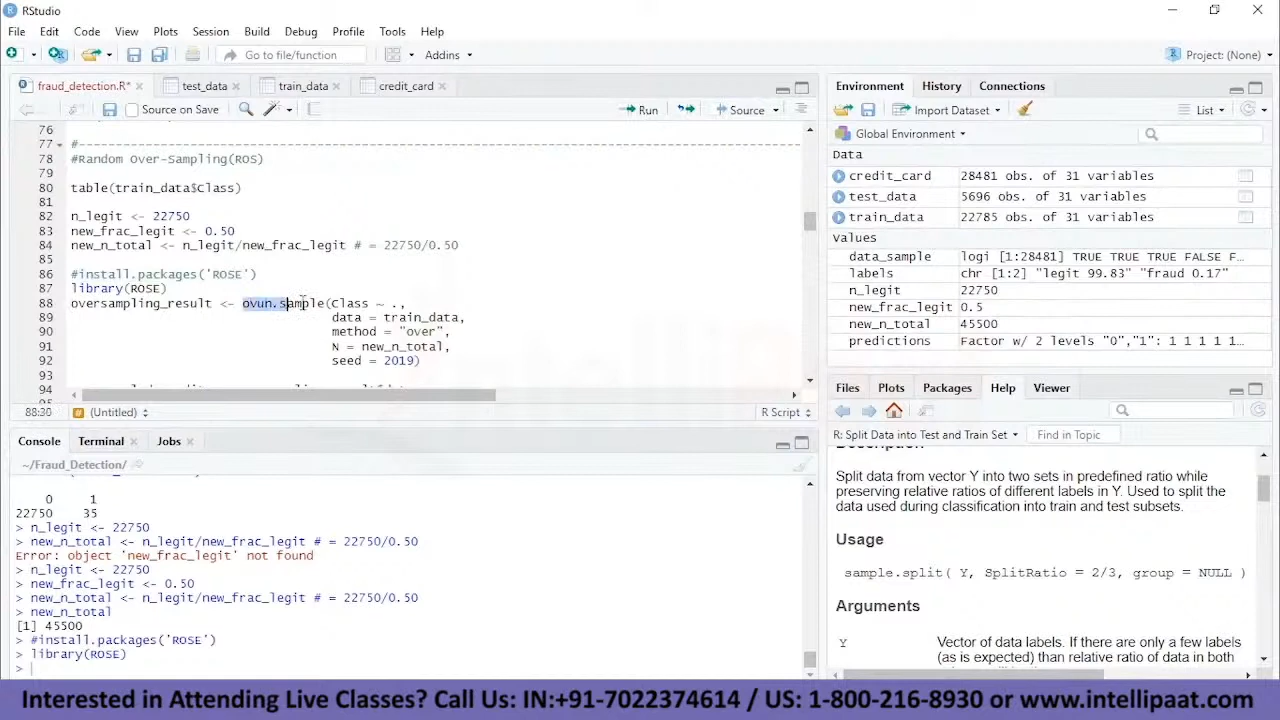 RStudio
File Edit Code View Plots Session Build Debug Profile Tools Help
Go to file/function Addins Project: (None)
fraud_detection.R* test_data train_data credit_card
Source on Save Run Source
76
77 #-----------------------------------------------------------------------
78 #Random Over-Sampling(ROS)
79
80 table(train_data$Class)
81
82 n_legit <- 22750
83 new_frac_legit <- 0.50
84 new_n_total <- n_legit/new_frac_legit # = 22750/0.50
85
86 #install.packages('ROSE')
87 library(ROSE)
88 oversampling_result <- ovun.sample(Class ~ .,
89 data = train_data,
90 method = "over",
91 N = new_n_total,
92 seed = 2019)
93
94
88:30 (Untitled) R Script
Console Terminal Jobs
~/Fraud_Detection/
0 1
22750 35
> n_legit <- 22750
> new_n_total <- n_legit/new_frac_legit # = 22750/0.50
Error: object 'new_frac_legit' not found
> n_legit <- 22750
> new_frac_legit <- 0.50
> new_n_total <- n_legit/new_frac_legit # = 22750/0.50
> new_n_total
[1] 45500
> #install.packages('ROSE')
> library(ROSE)
>
Environment History Connections
Import Dataset List
Global Environment
Data
credit_card 28481 obs. of 31 variables
test_data 5696 obs. of 31 variables
train_data 22785 obs. of 31 variables
Values
data_sample logi [1:28481] TRUE TRUE TRUE FALSE F…
labels chr [1:2] "legit 99.83" "fraud 0.17"
n_legit 22750
new_frac_legit 0.5
new_n_total 45500
predictions Factor w/ 2 levels "0","1": 1 1 1 1 1…
Files Plots Packages Help Viewer
R: Split Data into Test and Train Set Find in Topic
Description
Split data from vector Y into two sets in predefined ratio while
preserving relative ratios of different labels in Y. Used to split the
data used during classification into train and test subsets.
Usage
sample.split( Y, SplitRatio = 2/3, group = NULL )
Arguments
Y Vector of data labels. If there are only a few labels
(as is expected) than relative ratio of data in both
Interested in Attending Live Classes? Call Us: IN:+91-7022374614 / US: 1-800-216-8930 or www.intellipaat.com